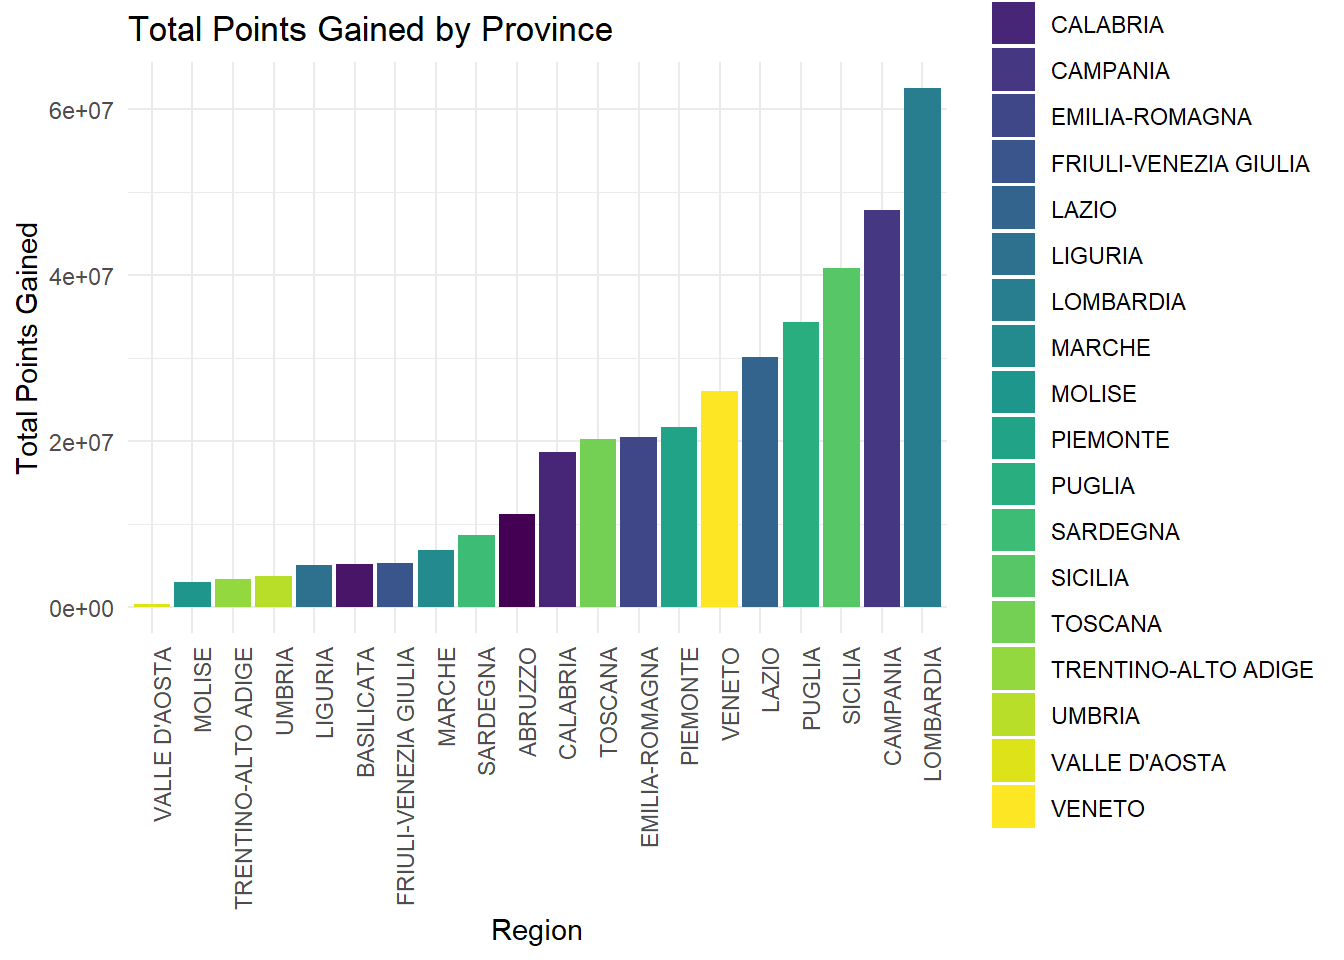 Total Points Gained by Province
Total Points Gained
6e+07
4e+07
2e+07
0e+00
VALLE D'AOSTA
MOLISE
TRENTINO-ALTO ADIGE
UMBRIA
LIGURIA
BASILICATA
FRIULI-VENEZIA GIULIA
MARCHE
SARDEGNA
ABRUZZO
CALABRIA
TOSCANA
EMILIA-ROMAGNA
PIEMONTE
VENETO
LAZIO
PUGLIA
SICILIA
CAMPANIA
LOMBARDIA
Region
CALABRIA
CAMPANIA
EMILIA-ROMAGNA
FRIULI-VENEZIA GIULIA
LAZIO
LIGURIA
LOMBARDIA
MARCHE
MOLISE
PIEMONTE
PUGLIA
SARDEGNA
SICILIA
TOSCANA
TRENTINO-ALTO ADIGE
UMBRIA
VALLE D'AOSTA
VENETO